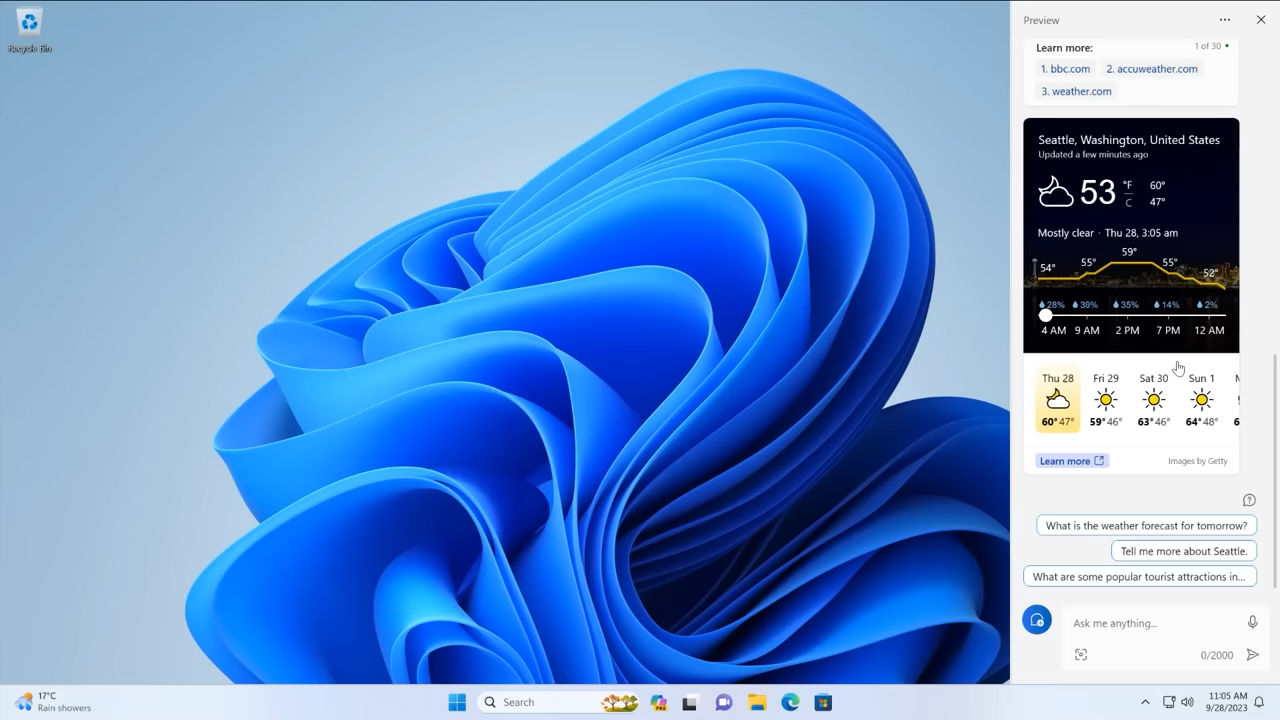 Recycle Bin
Preview
Learn more:
1 of 30
1. bbc.com
2. accuweather.com
3. weather.com
Seattle, Washington, United States
Updated a few minutes ago
53 °F C 60° 47°
Mostly clear · Thu 28, 3:05 am
54° 55° 59° 55° 52°
28% 39% 35% 14% 2%
4 AM 9 AM 2 PM 7 PM 12 AM
Thu 28 Fri 29 Sat 30 Sun 1
60° 47° 59° 46° 63° 46° 64° 48°
Learn more
Images by Getty
What is the weather forecast for tomorrow?
Tell me more about Seattle.
What are some popular tourist attractions in...
Ask me anything...
0/2000
17°C
Rain showers
Search
PRE
11:05 AM
9/28/2023